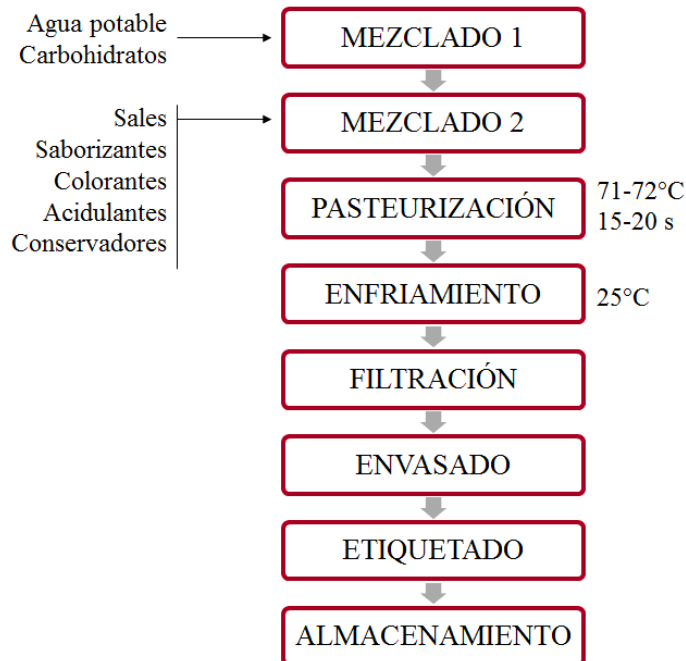 Agua potable
Carbohidratos
MEZCLADO 1
Sales
Saborizantes
Colorantes
Acidulantes
Conservadores
MEZCLADO 2
PASTEURIZACIÓN
71-72°C
15-20 s
ENFRIAMIENTO
25°C
FILTRACIÓN
ENVASADO
ETIQUETADO
ALMACENAMIENTO